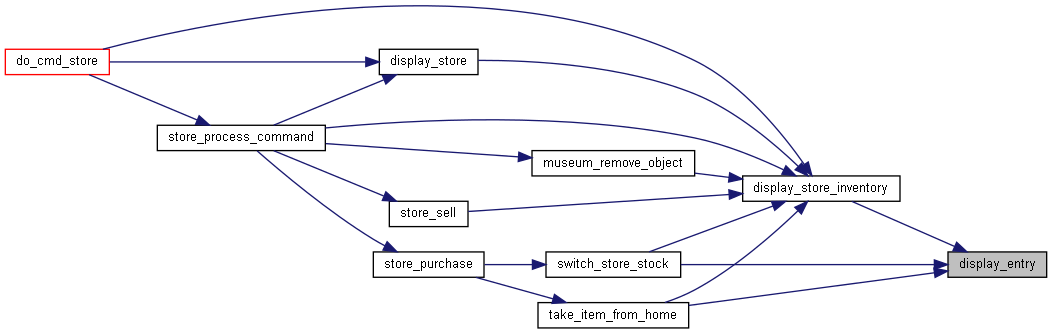 do_cmd_store
display_store
store_process_command
museum_remove_object
display_store_inventory
store_sell
store_purchase
switch_store_stock
display_entry
take_item_from_home